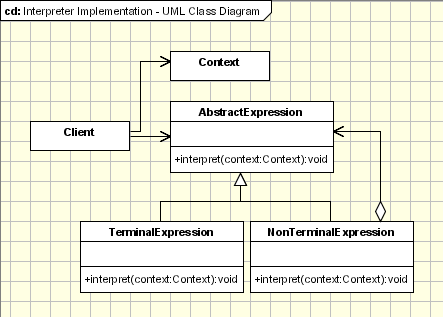 cd: Interpreter Implementation - UML Class Diagram
Context
AbstractExpression
Client
+interpret(context:Context):void
TerminalExpression
NonTerminalExpression
+interpret(context:Context):void
+interpret(context:Context):void